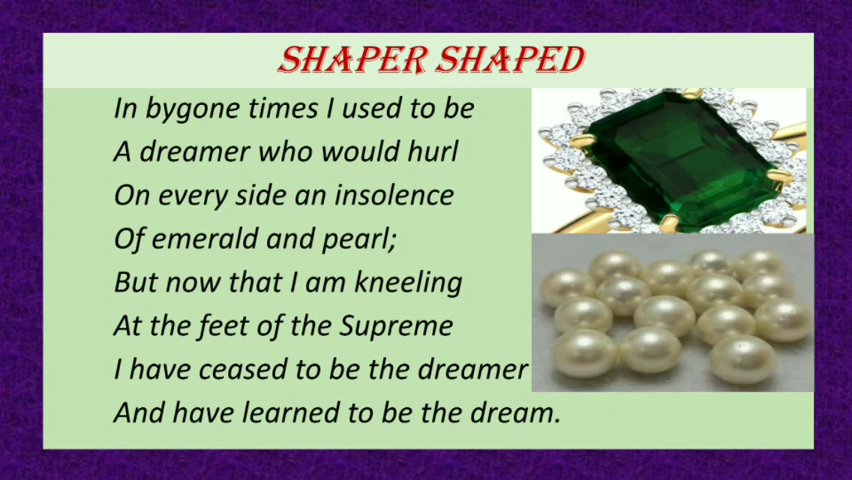 SHAPER SHAPED
In bygone times I used to be
A dreamer who would hurl
On every side an insolence
Of emerald and pearl;
But now that I am kneeling
At the feet of the Supreme
I have ceased to be the dreamer
And have learned to be the dream.